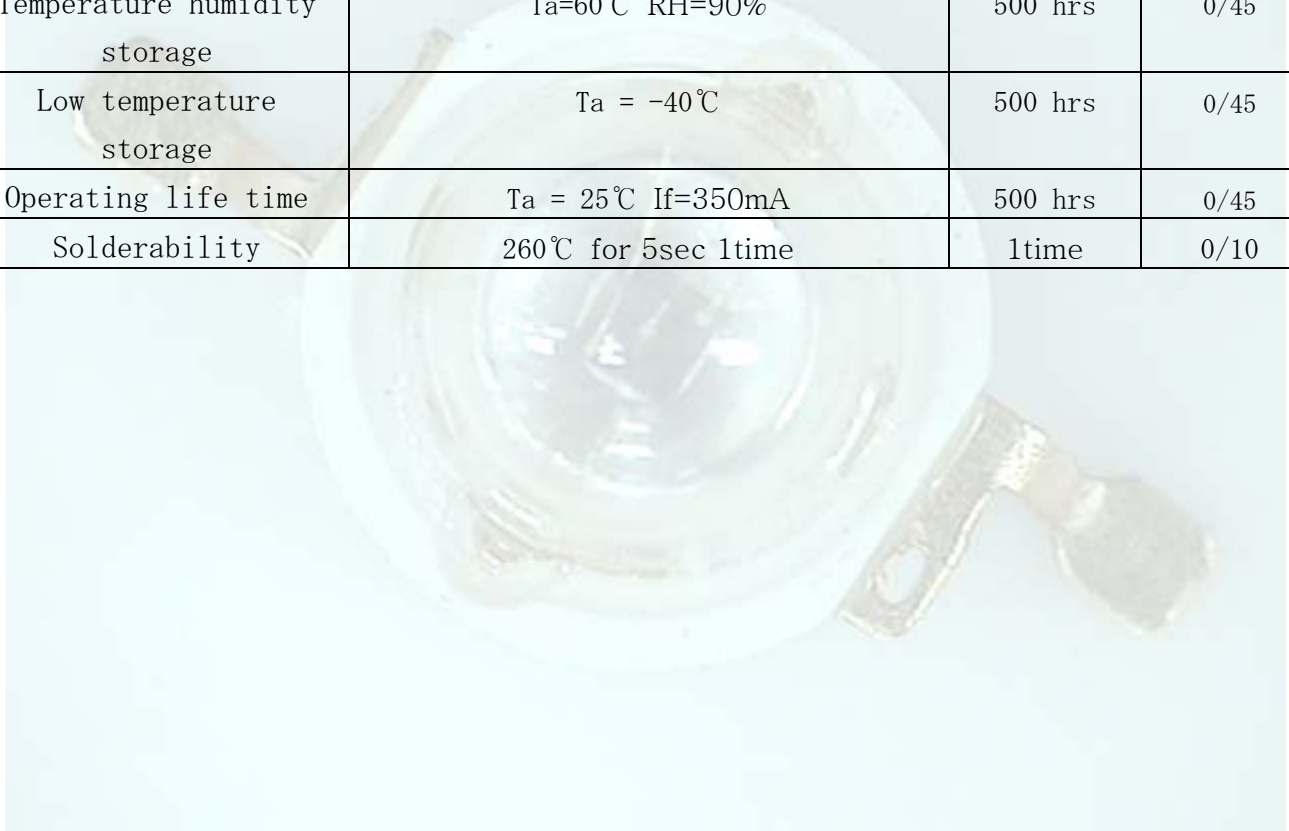 Temperature humidity storage Ta=60℃ RH=90% 500 hrs 0/45
Low temperature storage Ta = -40℃ 500 hrs 0/45
Operating life time Ta = 25℃ If=350mA 500 hrs 0/45
Solderability 260℃ for 5sec 1time 1time 0/10